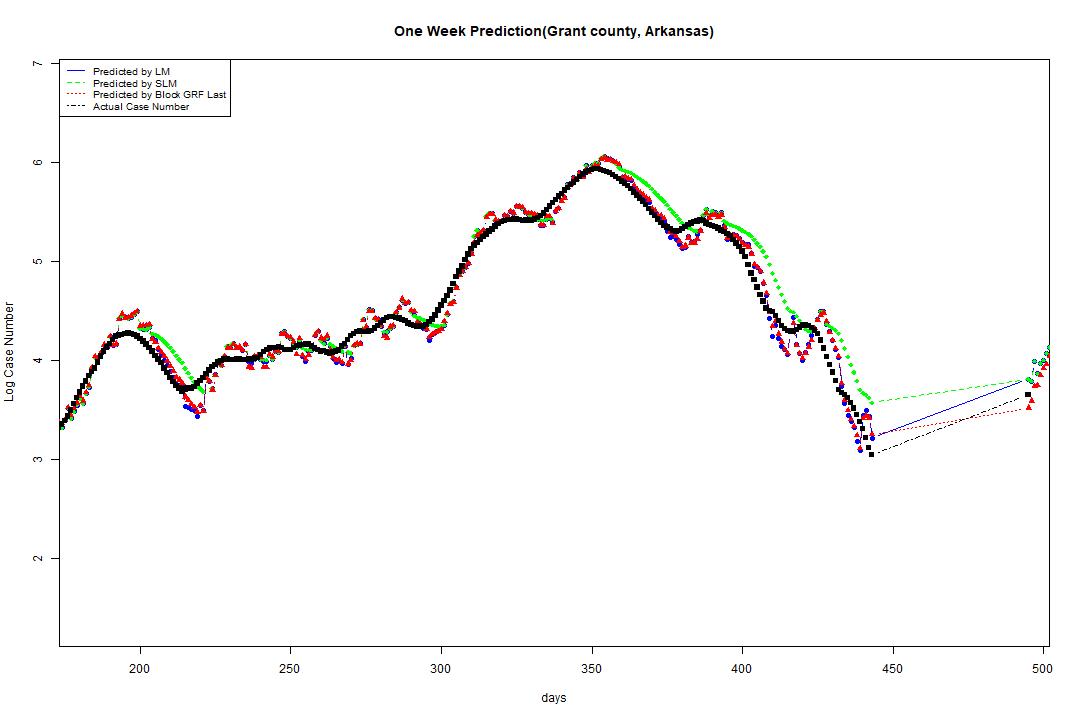 One Week Prediction(Grant county, Arkansas)
Predicted by LM
Predicted by SLM
Predicted by Block GRF Last
Actual Case Number
Log Case Number
7
6
5
4
3
2
200
250
300
350
400
450
500
days